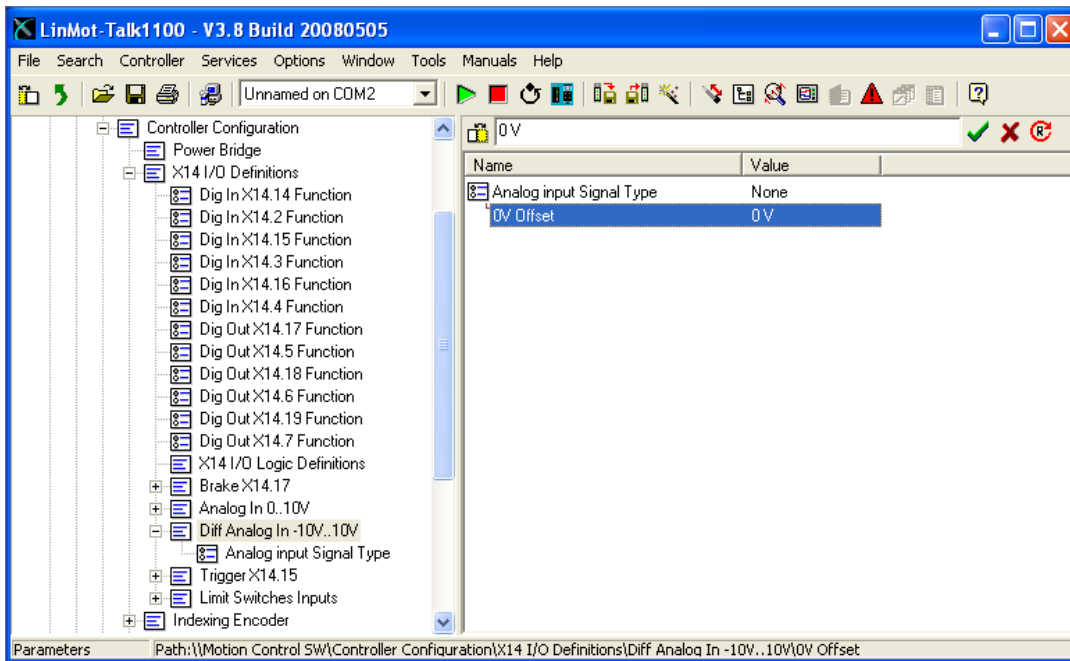 LinMot-Talk1100 - V3.8 Build 20080505
File Search Controller Services Options Window Tools Manuals Help
Unnamed on COM2
Controller Configuration
Power Bridge
X14 I/O Definitions
Dig In X14.14 Function
Dig In X14.2 Function
Dig In X14.15 Function
Dig In X14.3 Function
Dig In X14.16 Function
Dig In X14.4 Function
Dig Out X14.17 Function
Dig Out X14.5 Function
Dig Out X14.18 Function
Dig Out X14.6 Function
Dig Out X14.19 Function
Dig Out X14.7 Function
X14 I/O Logic Definitions
Brake X14.17
Analog In 0..10V
Diff Analog In -10V..10V
Analog input Signal Type
Trigger X14.15
Limit Switches Inputs
Indexing Encoder
0 V
Name Value
Analog input Signal Type None
0V Offset 0 V
Parameters Path:\\Motion Control SW\Controller Configuration\X14 I/O Definitions\Diff Analog In -10V..10V\0V Offset